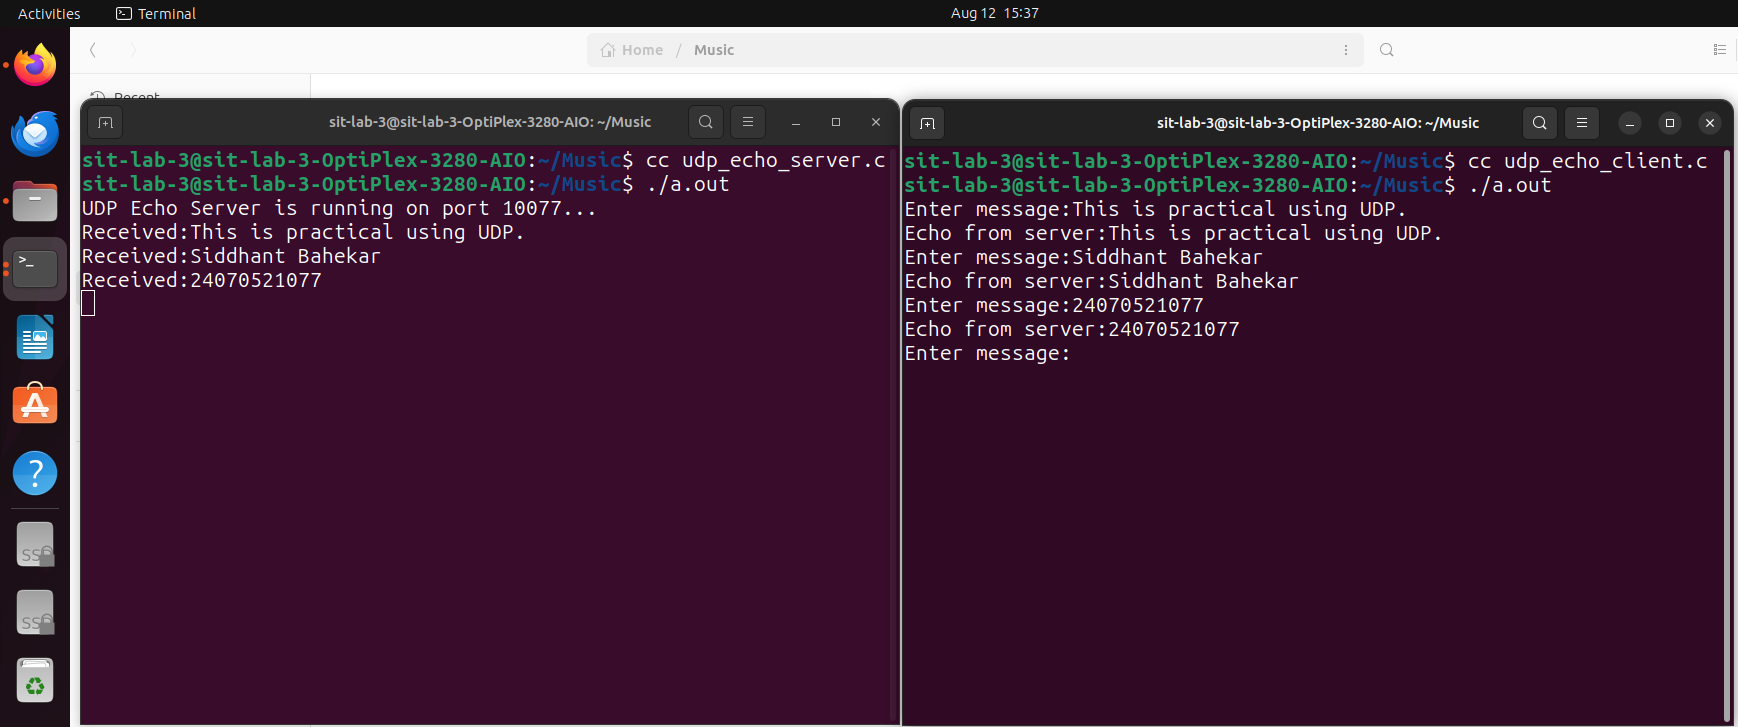 Activities
Terminal
Aug 12 15:37
Home / Music
Recent
sit-lab-3@sit-lab-3-OptiPlex-3280-AIO: ~/Music
sit-lab-3@sit-lab-3-OptiPlex-3280-AIO:~/Music$ cc udp_echo_server.c
sit-lab-3@sit-lab-3-OptiPlex-3280-AIO:~/Music$ ./a.out
UDP Echo Server is running on port 10077...
Received:This is practical using UDP.
Received:Siddhant Bahekar
Received:24070521077
sit-lab-3@sit-lab-3-OptiPlex-3280-AIO: ~/Music
sit-lab-3@sit-lab-3-OptiPlex-3280-AIO:~/Music$ cc udp_echo_client.c
sit-lab-3@sit-lab-3-OptiPlex-3280-AIO:~/Music$ ./a.out
Enter message:This is practical using UDP.
Echo from server:This is practical using UDP.
Enter message:Siddhant Bahekar
Echo from server:Siddhant Bahekar
Enter message:24070521077
Echo from server:24070521077
Enter message: